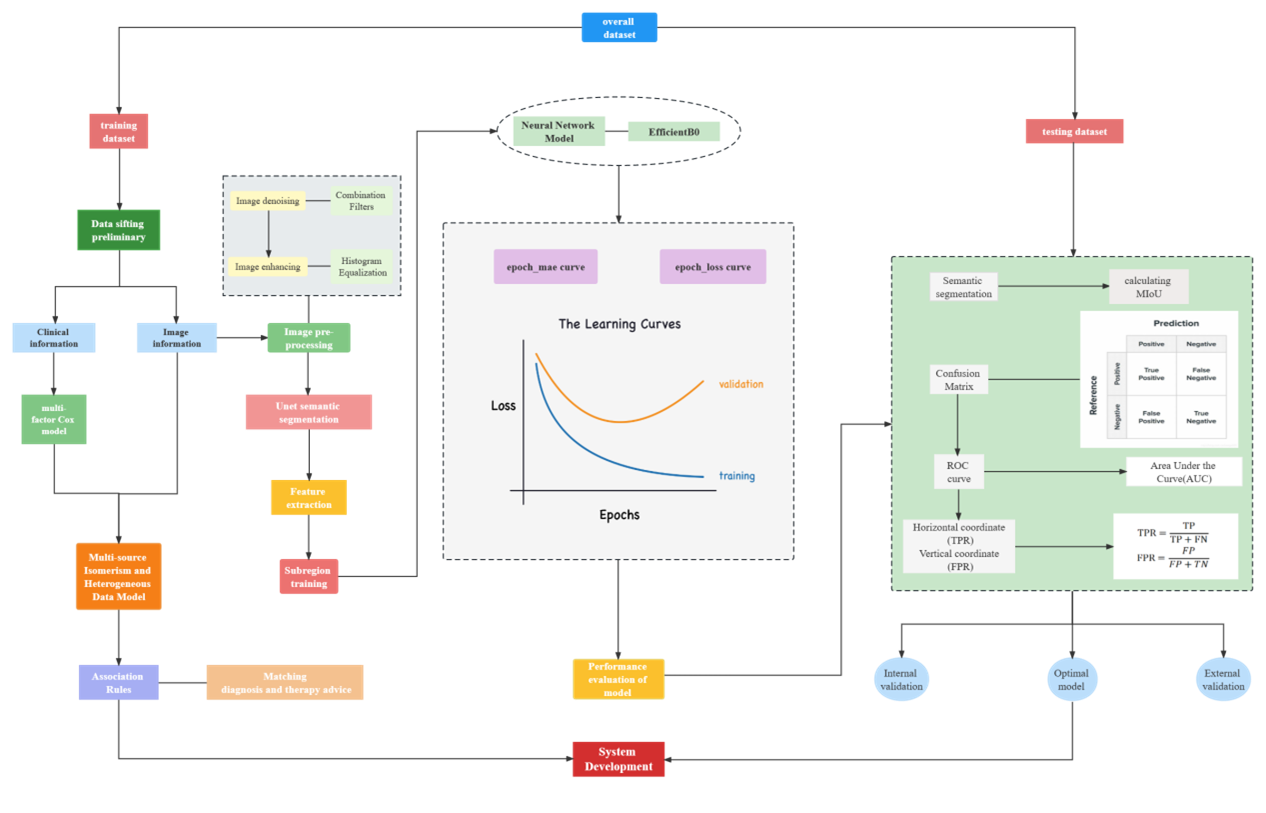 overall
dataset
training
dataset
Neural Network
Model
EfficientB0
testing dataset
Image denoising
Combination
Filters
Data sifting
preliminary
Image enhancing
Histogram
Equalization
epoch_mae curve
epoch_loss curve
Semantic
segmentation
calculating
MIoU
Clinical
information
Image
information
Image pre-
processing
The Learning Curves
Loss
validation
training
Epochs
Prediction
Positive
Negative
Reference
Positive
True
Positive
False
Negative
Negative
False
Positive
True
Negative
Confusion
Matrix
multi-
factor Cox
model
Unet semantic
segmentation
ROC
curve
Area Under the
Curve(AUC)
Feature
extraction
Horizontal coordinate
(TPR)
Vertical coordinate
(FPR)
TPR = TP / TP + FN
FPR = FP / FP + TN
Multi-source
Isomerism and
Heterogeneous
Data Model
Subregion
training
Association
Rules
Matching
diagnosis and therapy advice
Performance
evaluation of
model
Internal
validation
Optimal
model
External
validation
System
Development